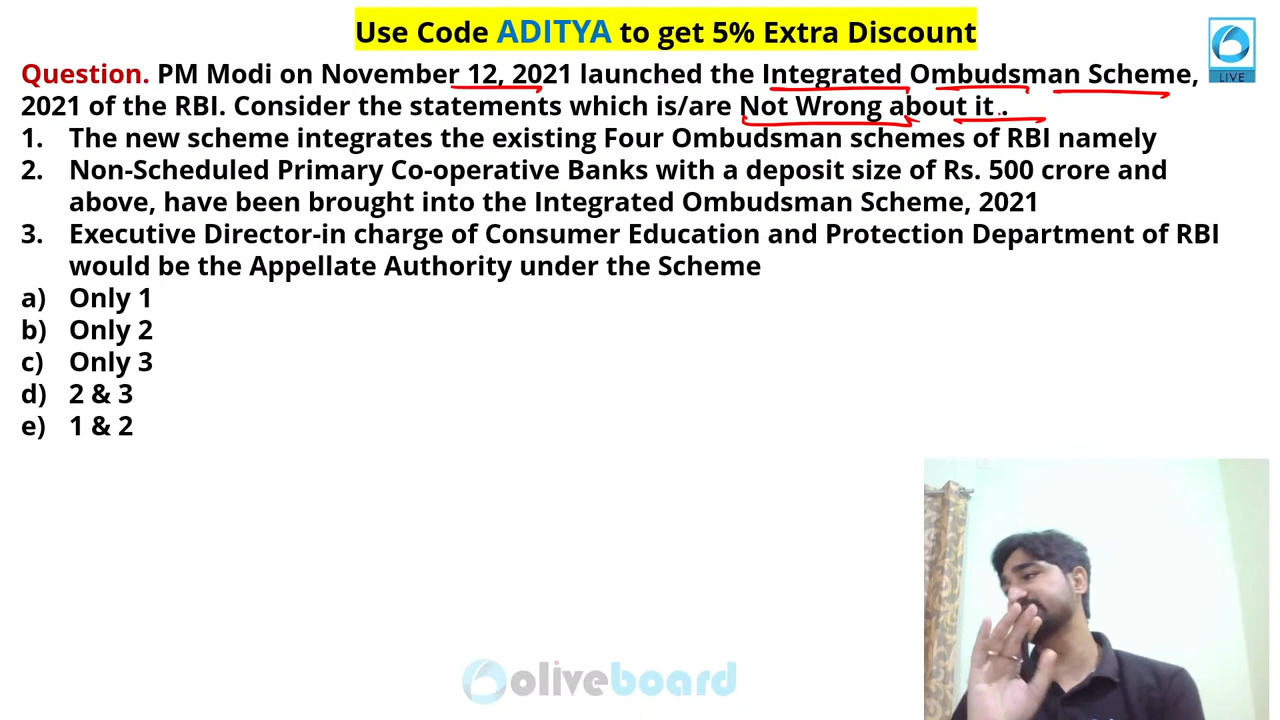 Use Code ADITYA to get 5% Extra Discount
LIVE
Question. PM Modi on November 12, 2021 launched the Integrated Ombudsman Scheme,
2021 of the RBI. Consider the statements which is/are Not Wrong about it .
1. The new scheme integrates the existing Four Ombudsman schemes of RBI namely
2. Non-Scheduled Primary Co-operative Banks with a deposit size of Rs. 500 crore and
above, have been brought into the Integrated Ombudsman Scheme, 2021
3. Executive Director-in charge of Consumer Education and Protection Department of RBI
would be the Appellate Authority under the Scheme
a) Only 1
b) Only 2
c) Only 3
d) 2 & 3
e) 1 & 2
oliveboard